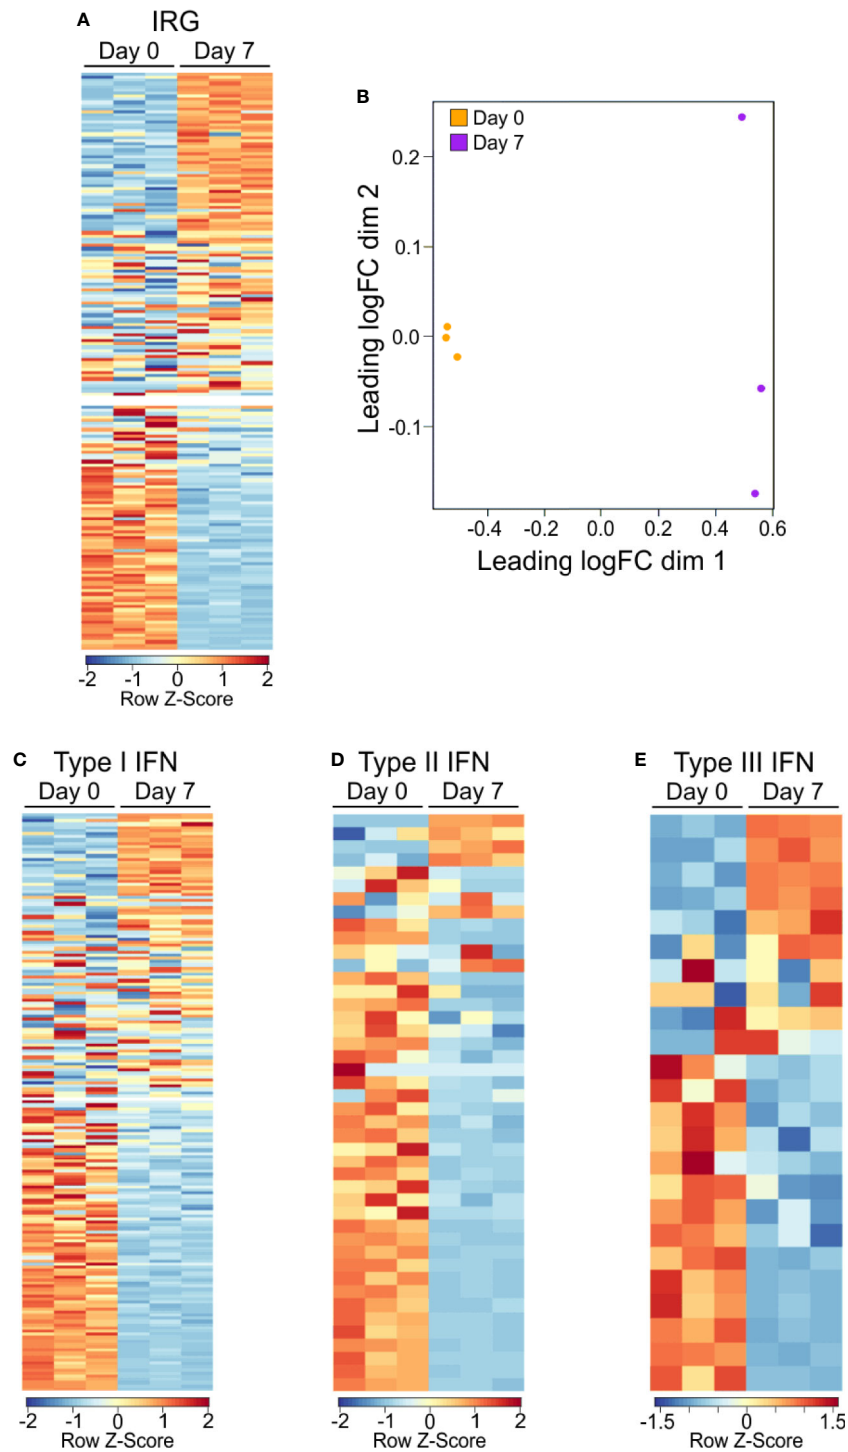 A
IRG
Day 0 Day 7
-2 -1 0 1 2
Row Z-Score
B
Day 0
Day 7
0.2
0.1
0.0
-0.1
Leading logFC dim 2
-0.4 -0.2 0.0 0.2 0.4 0.6
Leading logFC dim 1
C
Type I IFN
Day 0 Day 7
-2 -1 0 1 2
Row Z-Score
D
Type II IFN
Day 0 Day 7
-2 -1 0 1 2
Row Z-Score
E
Type III IFN
Day 0 Day 7
-1.5 0 1.5
Row Z-Score